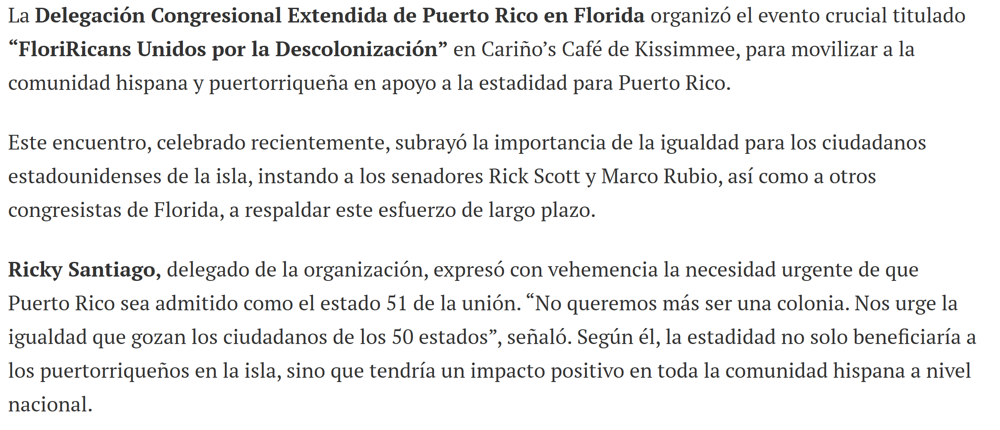 La Delegación Congresional Extendida de Puerto Rico en Florida organizó el evento crucial titulado
“FloriRicans Unidos por la Descolonización” en Cariño’s Café de Kissimmee, para movilizar a la
comunidad hispana y puertorriqueña en apoyo a la estadidad para Puerto Rico.
Este encuentro, celebrado recientemente, subrayó la importancia de la igualdad para los ciudadanos
estadounidenses de la isla, instando a los senadores Rick Scott y Marco Rubio, así como a otros
congresistas de Florida, a respaldar este esfuerzo de largo plazo.
Ricky Santiago, delegado de la organización, expresó con vehemencia la necesidad urgente de que
Puerto Rico sea admitido como el estado 51 de la unión. “No queremos más ser una colonia. Nos urge la
igualdad que gozan los ciudadanos de los 50 estados”, señaló. Según él, la estadidad no solo beneficiaría a
los puertorriqueños en la isla, sino que tendría un impacto positivo en toda la comunidad hispana a nivel
nacional.